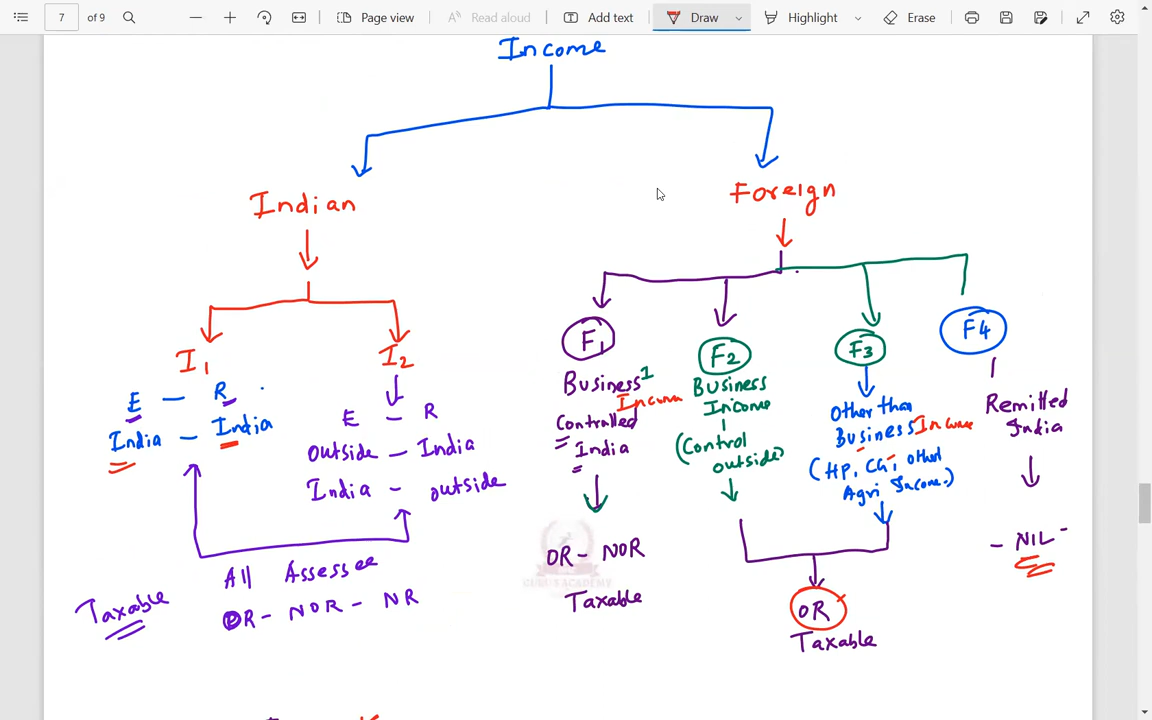 7 of 9
Page view
Read aloud
Add text
Draw
Highlight
Erase
Income
Indian
Foreign
I1
E - R
India - India
I2
E - R
Outside - India
India - outside
All Assessee
OR - NOR - NR
Taxable
F1
Business Income
Controlled
India
OR - NOR
Taxable
F2
Business
Income
(Control
outside)
F3
Other than
Business Income
(HP, CG, other
Agri Income.)
OR
Taxable
F4
Remitted
India
- NIL -
GURU'S ACADEMY